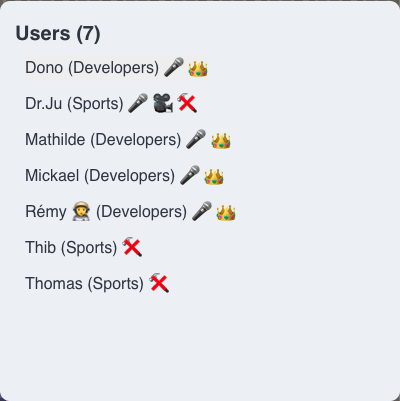 Users (7)
Dono (Developers) 🎤 👑
Dr.Ju (Sports) 🎤 🎥 ❌
Mathilde (Developers) 🎤 👑
Mickael (Developers) 🎤 👑
Rémy 🧑‍🚀 (Developers) 🎤 👑
Thib (Sports) ❌
Thomas (Sports) ❌